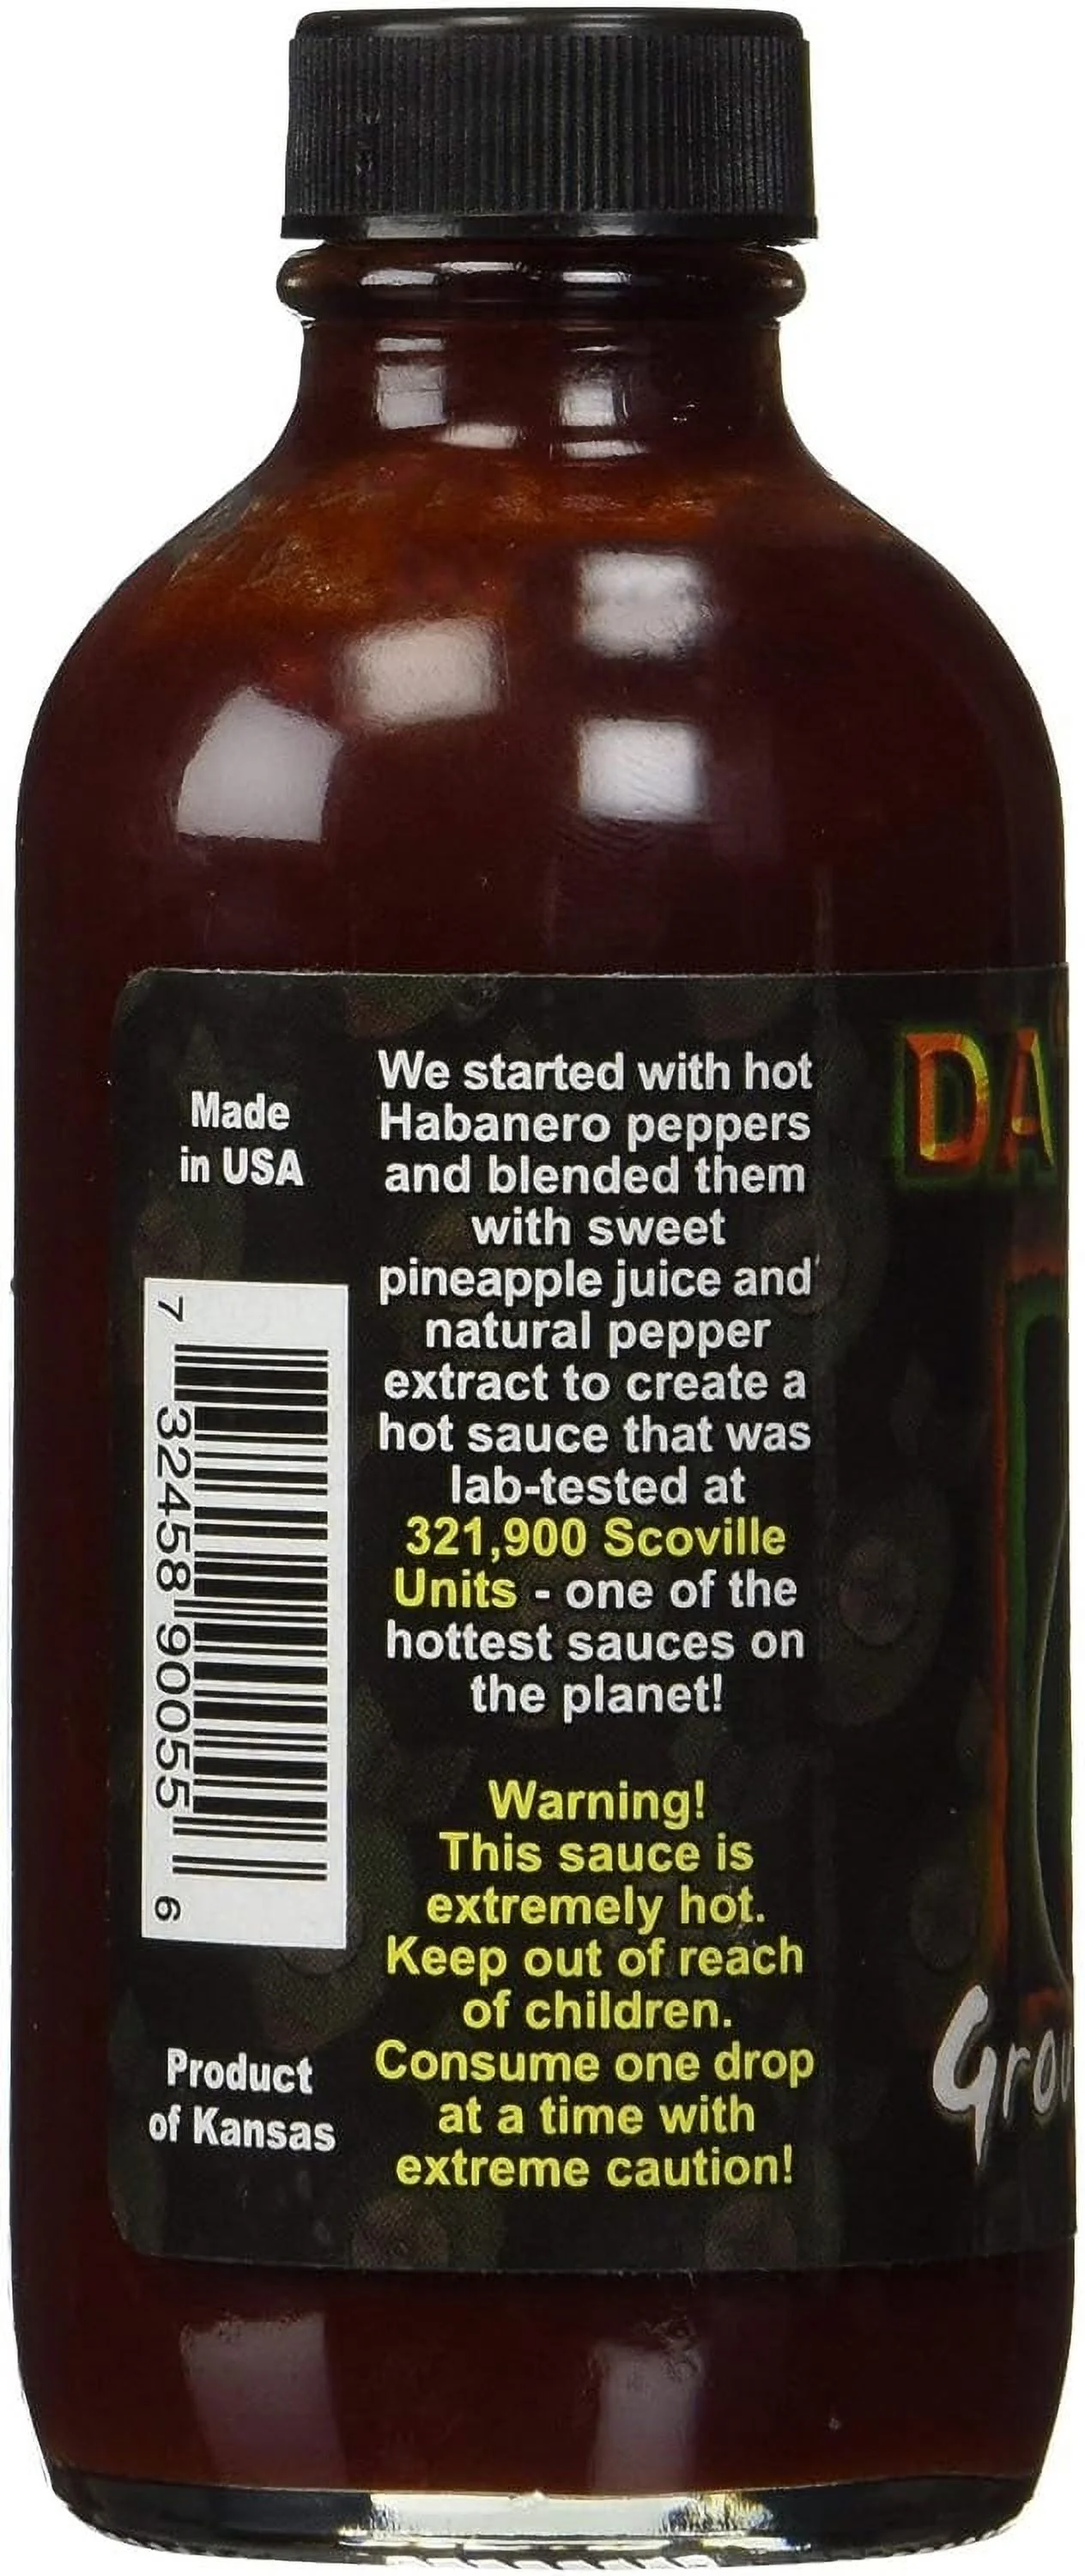 Made
in USA
7 32458 90055 6
Product
of Kansas
We started with hot
Habanero peppers
and blended them
with sweet
pineapple juice and
natural pepper
extract to create a
hot sauce that was
lab-tested at
321,900 Scoville
Units - one of the
hottest sauces on
the planet!
Warning!
This sauce is
extremely hot.
Keep out of reach
of children.
Consume one drop
at a time with
extreme caution!
DA
Gro